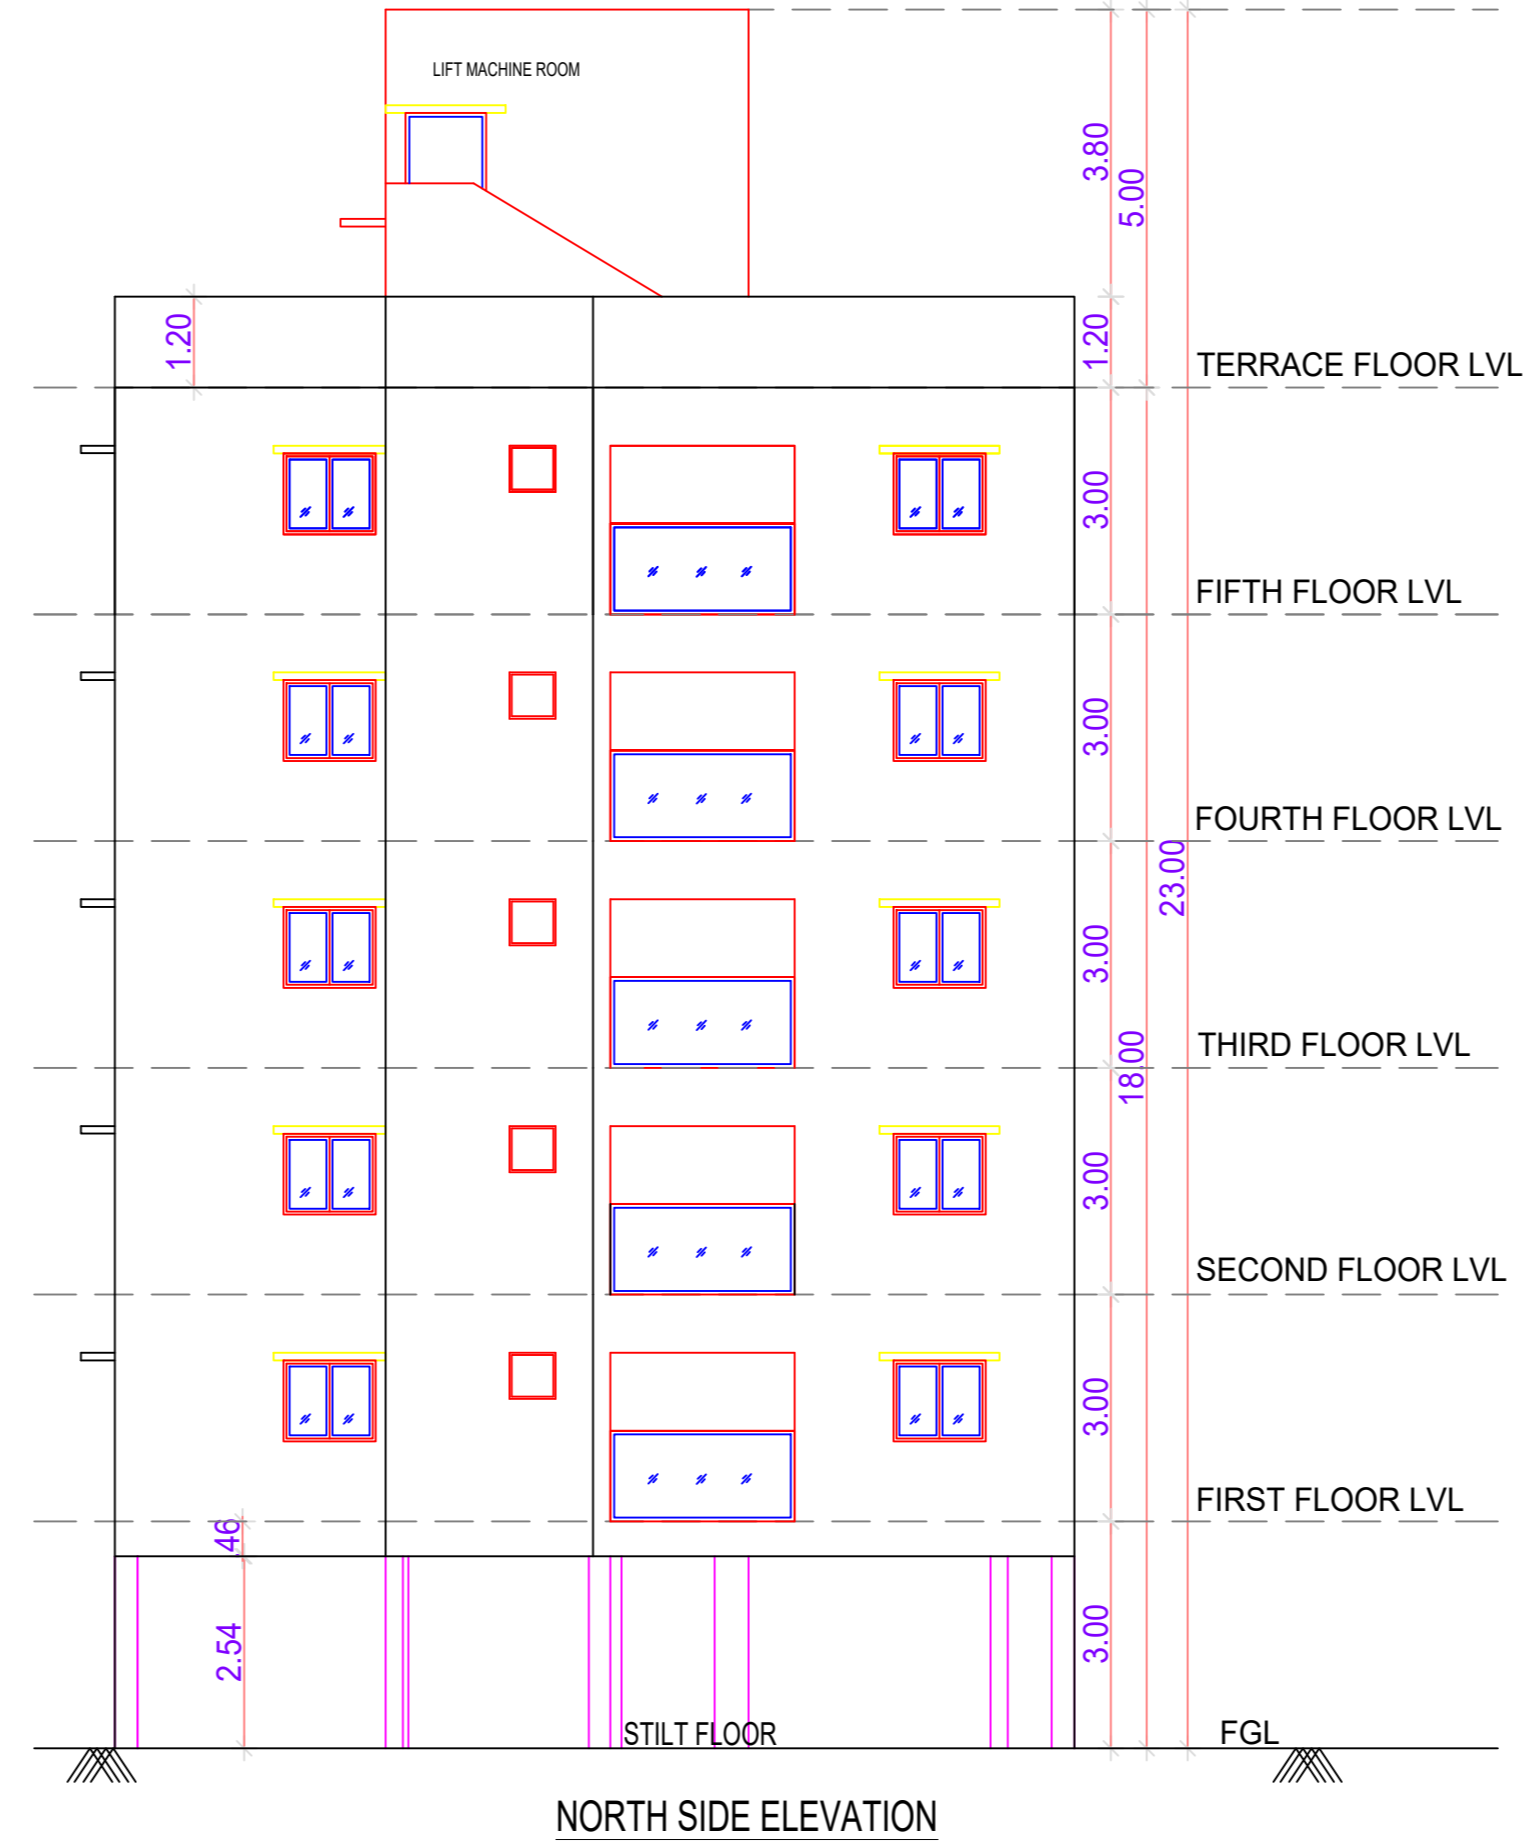 LIFT MACHINE ROOM
3.80
5.00
1.20
1.20
TERRACE FLOOR LVL
3.00
FIFTH FLOOR LVL
3.00
FOURTH FLOOR LVL
23.00
3.00
THIRD FLOOR LVL
18.00
3.00
SECOND FLOOR LVL
3.00
FIRST FLOOR LVL
.46
2.54
3.00
STILT FLOOR
FGL
NORTH SIDE ELEVATION